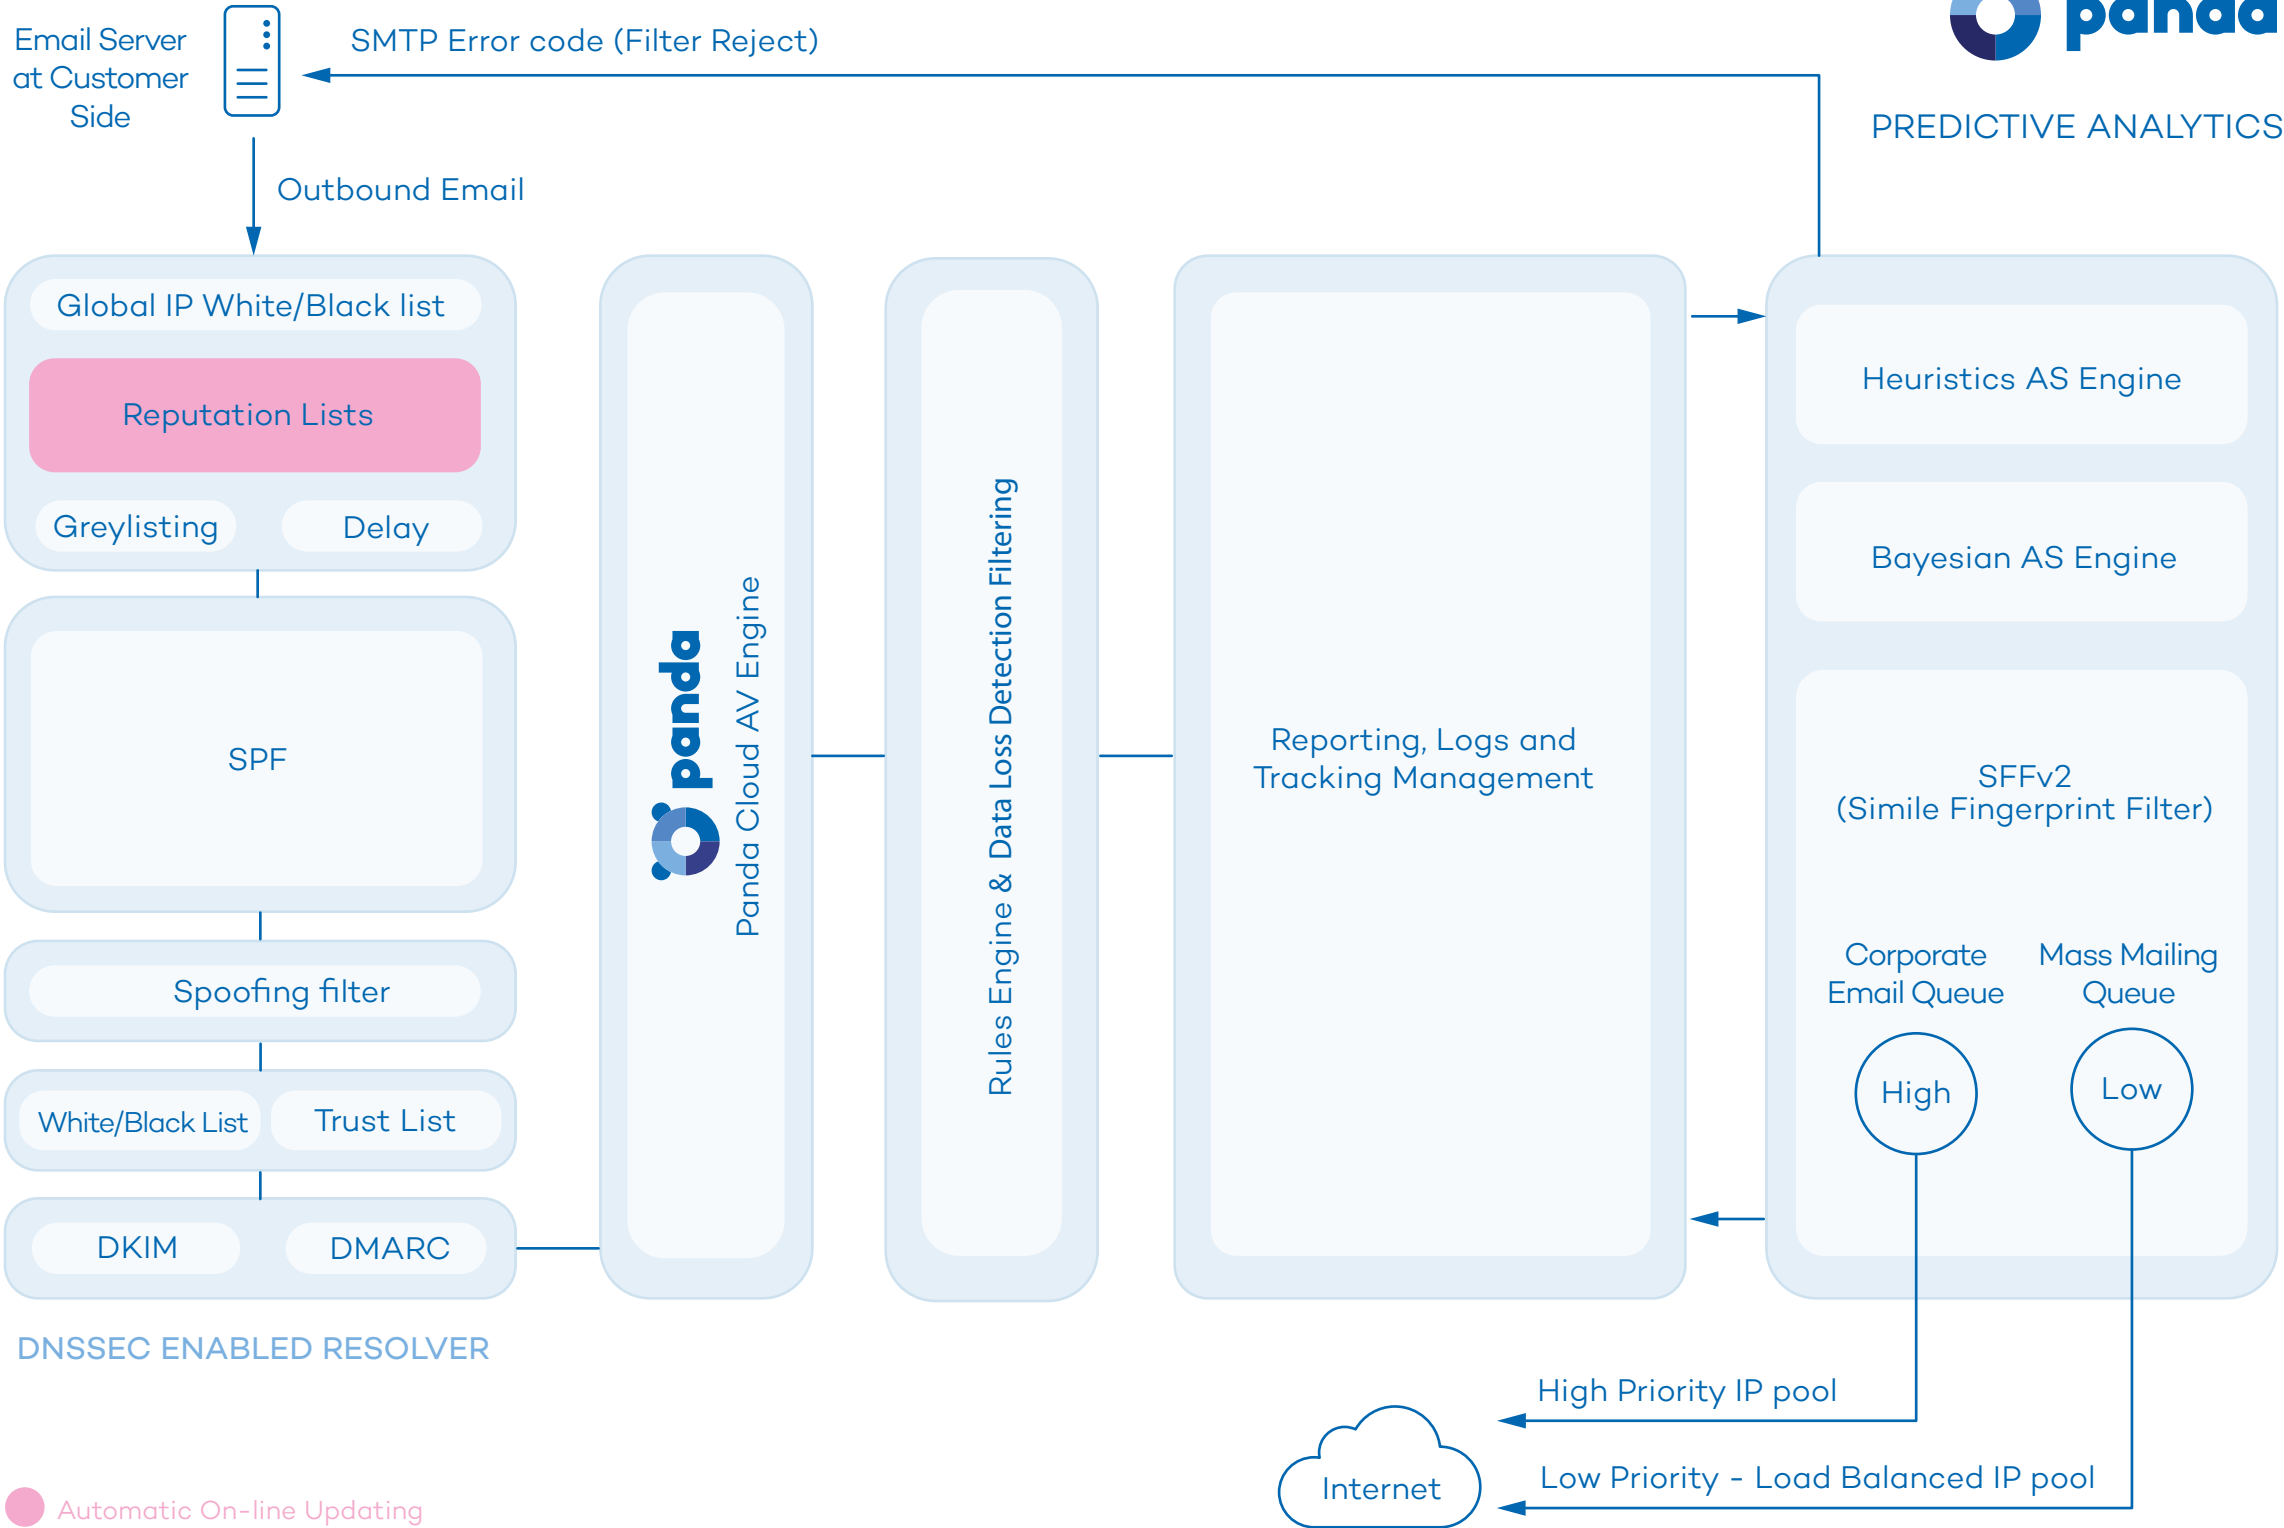 Email Server
at Customer
Side
SMTP Error code (Filter Reject)
panda
PREDICTIVE ANALYTICS
Outbound Email
Global IP White/Black list
Reputation Lists
Greylisting
Delay
SPF
Spoofing filter
White/Black List
Trust List
DKIM
DMARC
DNSSEC ENABLED RESOLVER
panda
Panda Cloud AV Engine
Rules Engine & Data Loss Detection Filtering
Reporting, Logs and
Tracking Management
Heuristics AS Engine
Bayesian AS Engine
SFFv2
(Simile Fingerprint Filter)
Corporate
Email Queue
Mass Mailing
Queue
High
Low
High Priority IP pool
Low Priority - Load Balanced IP pool
Internet
Automatic On-line Updating